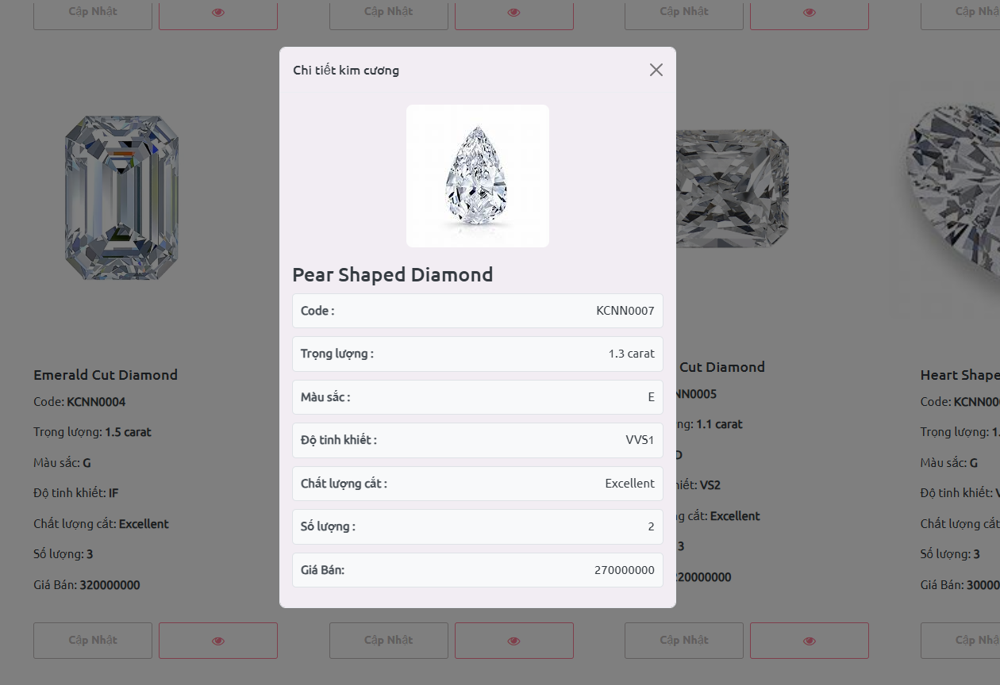 Cập Nhật
Cập Nhật
Cập Nhật
Cập Nhậ
Chi tiết kim cương
Pear Shaped Diamond
Code : KCNN0007
Trọng lượng : 1.3 carat
Màu sắc : E
Độ tinh khiết : VVS1
Chất lượng cắt : Excellent
Số lượng : 2
Giá Bán: 270000000
Emerald Cut Diamond
Code: KCNN0004
Trọng lượng: 1.5 carat
Màu sắc: G
Độ tinh khiết: IF
Chất lượng cắt: Excellent
Số lượng: 3
Giá Bán: 320000000
Cut Diamond
NN0005
ng: 1.1 carat
D
hiết: VS2
g cắt: Excellent
3
20000000
Heart Shape
Code: KCNN00
Trọng lượng: 1.
Màu sắc: G
Độ tinh khiết: V
Chất lượng cắt
Số lượng: 3
Giá Bán: 30000
Cập Nhật
Cập Nhật
Cập Nhật
Cập Nhậ